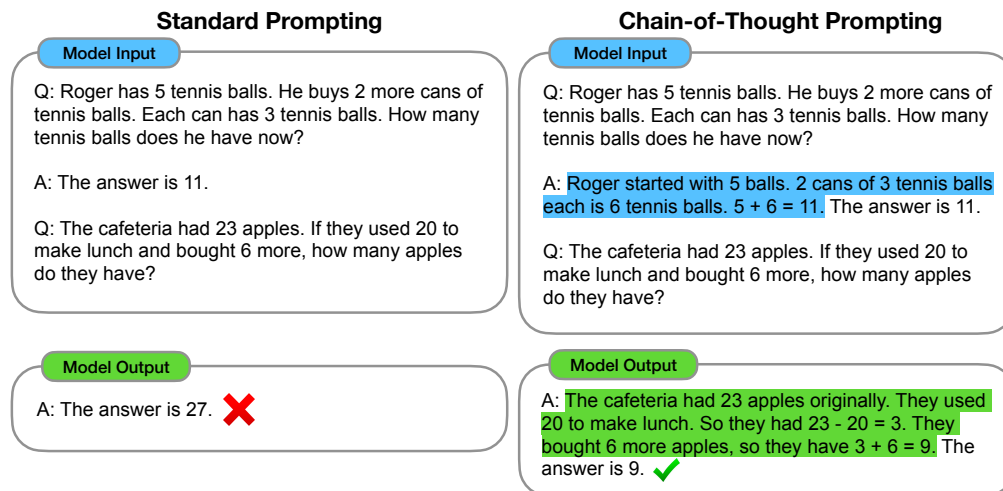 Standard Prompting
Model Input
Q: Roger has 5 tennis balls. He buys 2 more cans of
tennis balls. Each can has 3 tennis balls. How many
tennis balls does he have now?
A: The answer is 11.
Q: The cafeteria had 23 apples. If they used 20 to
make lunch and bought 6 more, how many apples
do they have?
Model Output
A: The answer is 27.
Chain-of-Thought Prompting
Model Input
Q: Roger has 5 tennis balls. He buys 2 more cans of
tennis balls. Each can has 3 tennis balls. How many
tennis balls does he have now?
A: Roger started with 5 balls. 2 cans of 3 tennis balls
each is 6 tennis balls. 5 + 6 = 11. The answer is 11.
Q: The cafeteria had 23 apples. If they used 20 to
make lunch and bought 6 more, how many apples
do they have?
Model Output
A: The cafeteria had 23 apples originally. They used
20 to make lunch. So they had 23 - 20 = 3. They
bought 6 more apples, so they have 3 + 6 = 9. The
answer is 9.